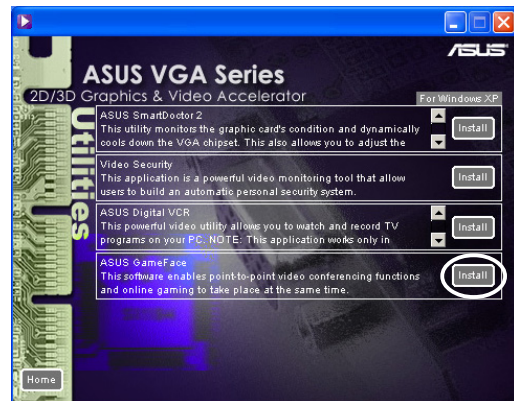 ASUS
ASUS VGA Series
2D/3D Graphics & Video Accelerator
For Windows XP
Utilities
ASUS SmartDoctor 2
This utility monitors the graphic card's condition and dynamically
cools down the VGA chipset. This also allows you to adjust the
Install
Video Security
This application is a powerful video monitoring tool that allow
users to build an automatic personal security system.
Install
ASUS Digital VCR
This powerful video utility allows you to watch and record TV
programs on your PC. NOTE: This application works only in
Install
ASUS GameFace
This software enables point-to-point video conferencing functions
and online gaming to take place at the same time.
Install
Home